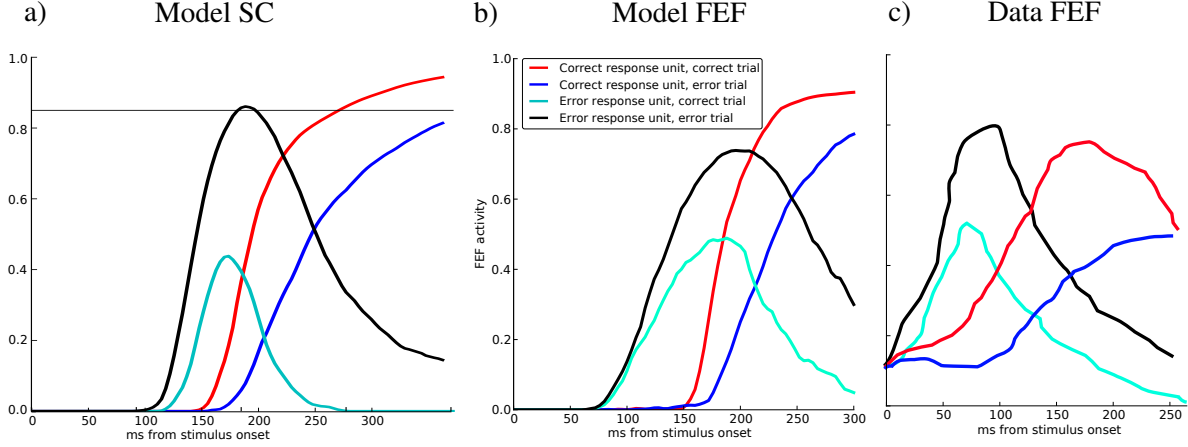 a) Model SC
1.0
0.8
0.6
0.4
0.2
0.0
0 50 100 150 200 250 300
ms from stimulus onset
b) Model FEF
1.0
0.8
0.6
0.4
0.2
0.0
FEF activity
Correct response unit, correct trial
Correct response unit, error trial
Error response unit, correct trial
Error response unit, error trial
0 50 100 150 200 250 300
ms from stimulus onset
c) Data FEF
0 50 100 150 200 250
ms from stimulus onset